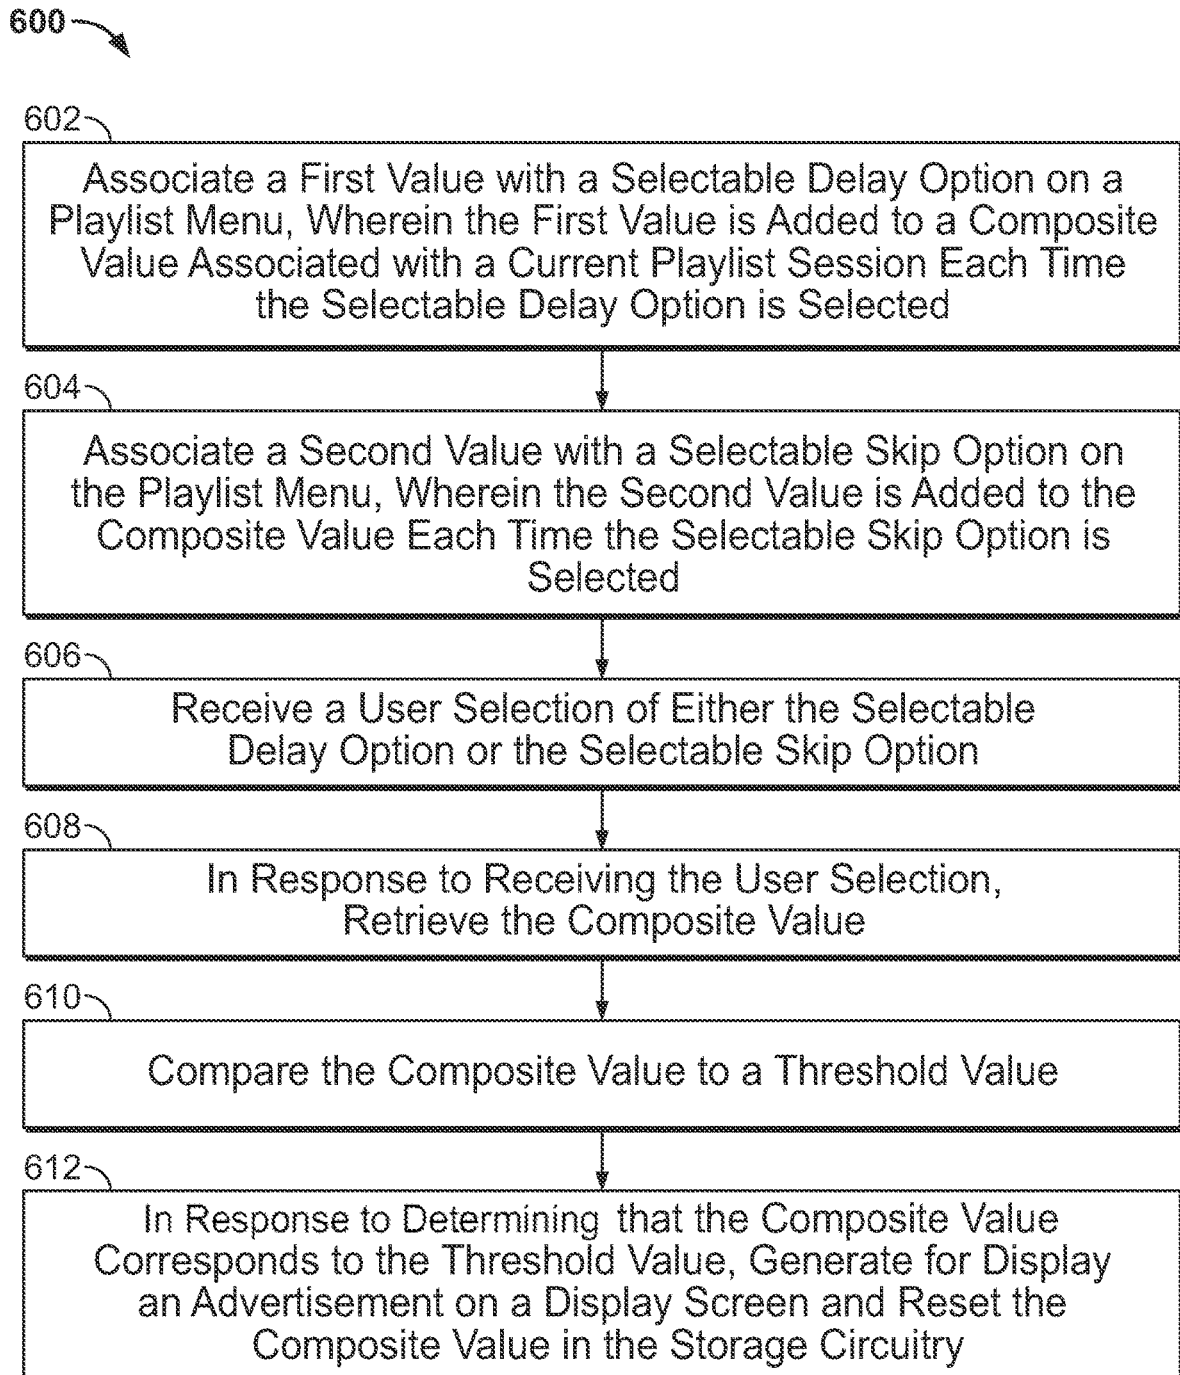 600
602
Associate a First Value with a Selectable Delay Option on a
Playlist Menu, Wherein the First Value is Added to a Composite
Value Associated with a Current Playlist Session Each Time
the Selectable Delay Option is Selected
604
Associate a Second Value with a Selectable Skip Option on
the Playlist Menu, Wherein the Second Value is Added to the
Composite Value Each Time the Selectable Skip Option is
Selected
606
Receive a User Selection of Either the Selectable
Delay Option or the Selectable Skip Option
608
In Response to Receiving the User Selection,
Retrieve the Composite Value
610
Compare the Composite Value to a Threshold Value
612
In Response to Determining that the Composite Value
Corresponds to the Threshold Value, Generate for Display
an Advertisement on a Display Screen and Reset the
Composite Value in the Storage Circuitry